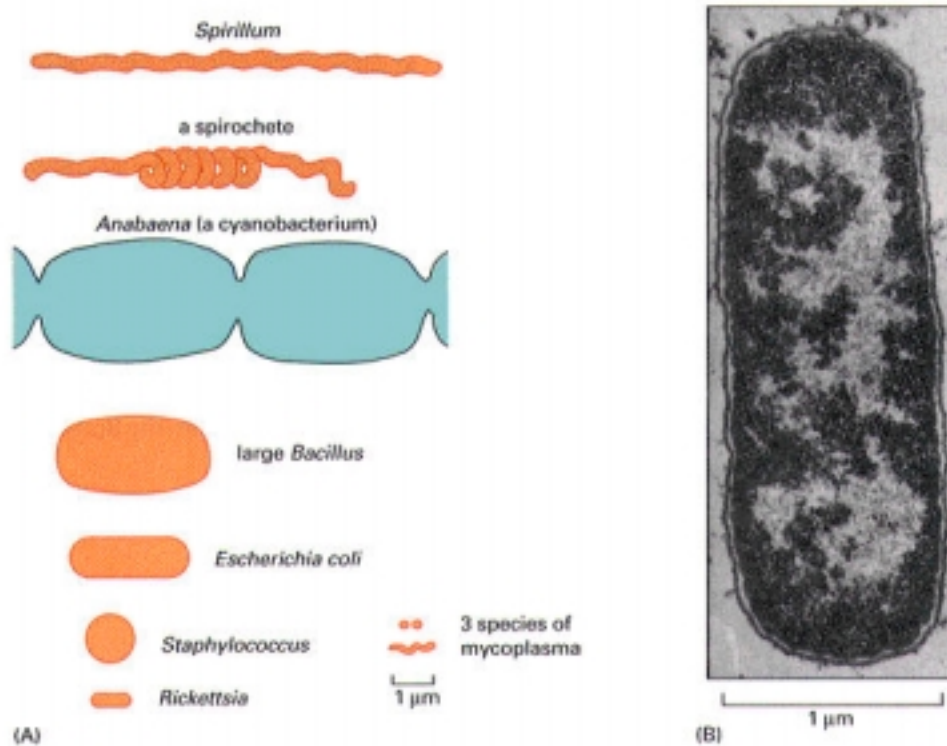 Spirillum
a spirochete
Anabaena (a cyanobacterium)
large Bacillus
Escherichia coli
Staphylococcus
3 species of
mycoplasma
Rickettsia
1 μm
(A)
1 μm
(B)